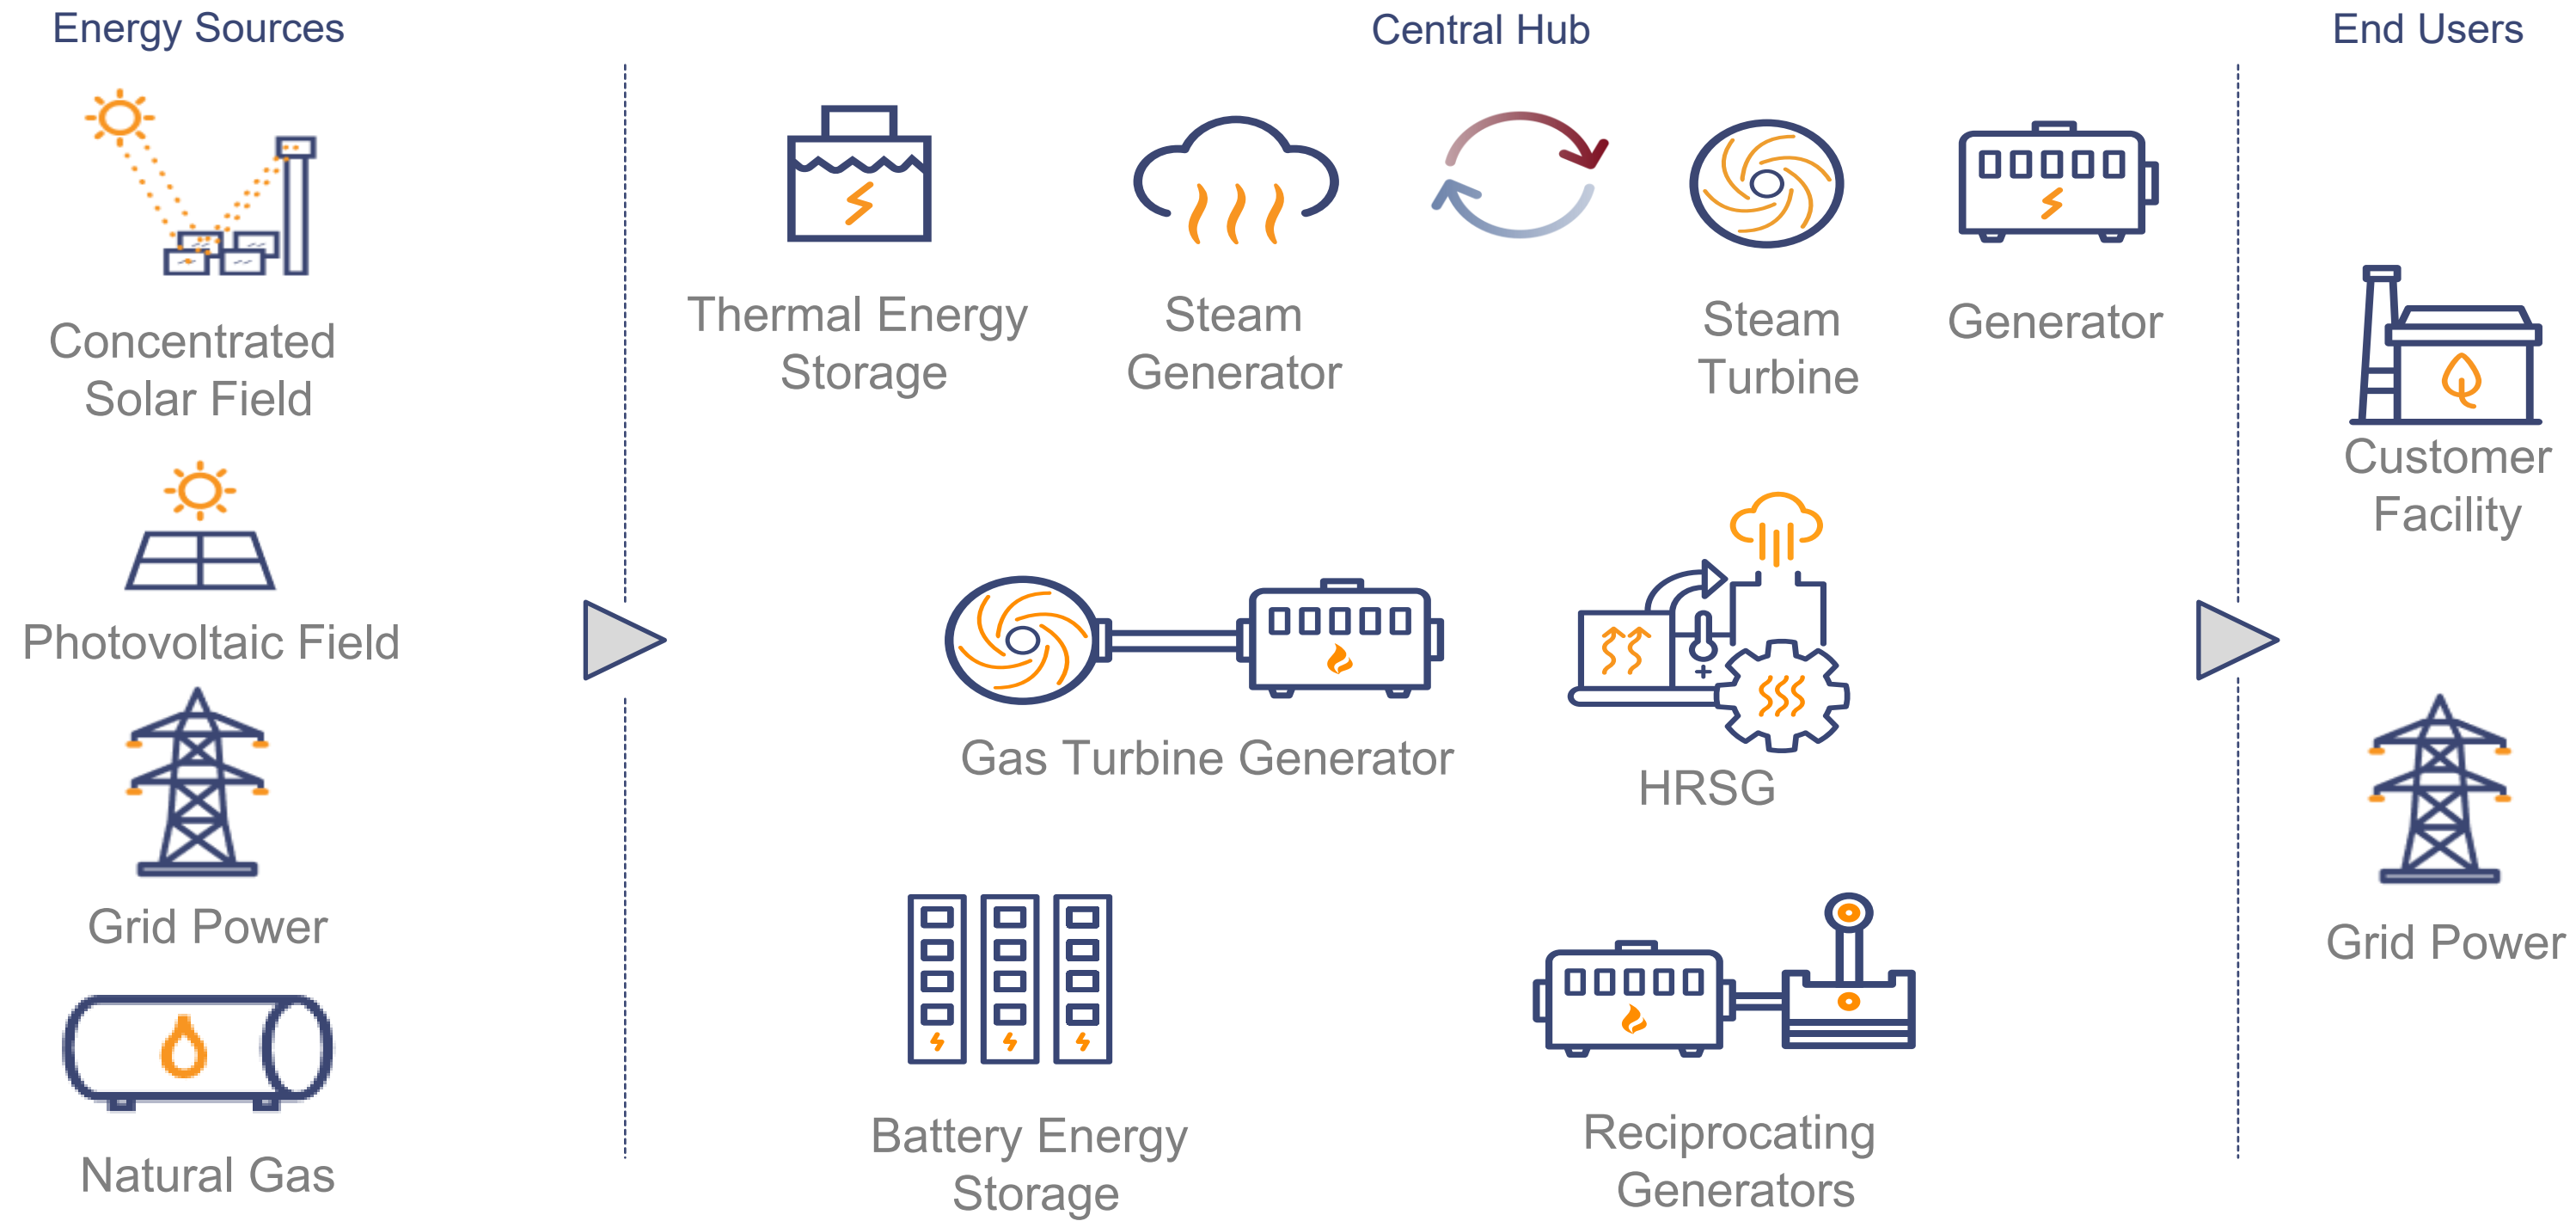 Energy Sources
Central Hub
End Users
Concentrated
Solar Field
Photovoltaic Field
Grid Power
Natural Gas
Thermal Energy
Storage
Steam
Generator
Steam
Turbine
Generator
Gas Turbine Generator
HRSG
Battery Energy
Storage
Reciprocating
Generators
Customer
Facility
Grid Power